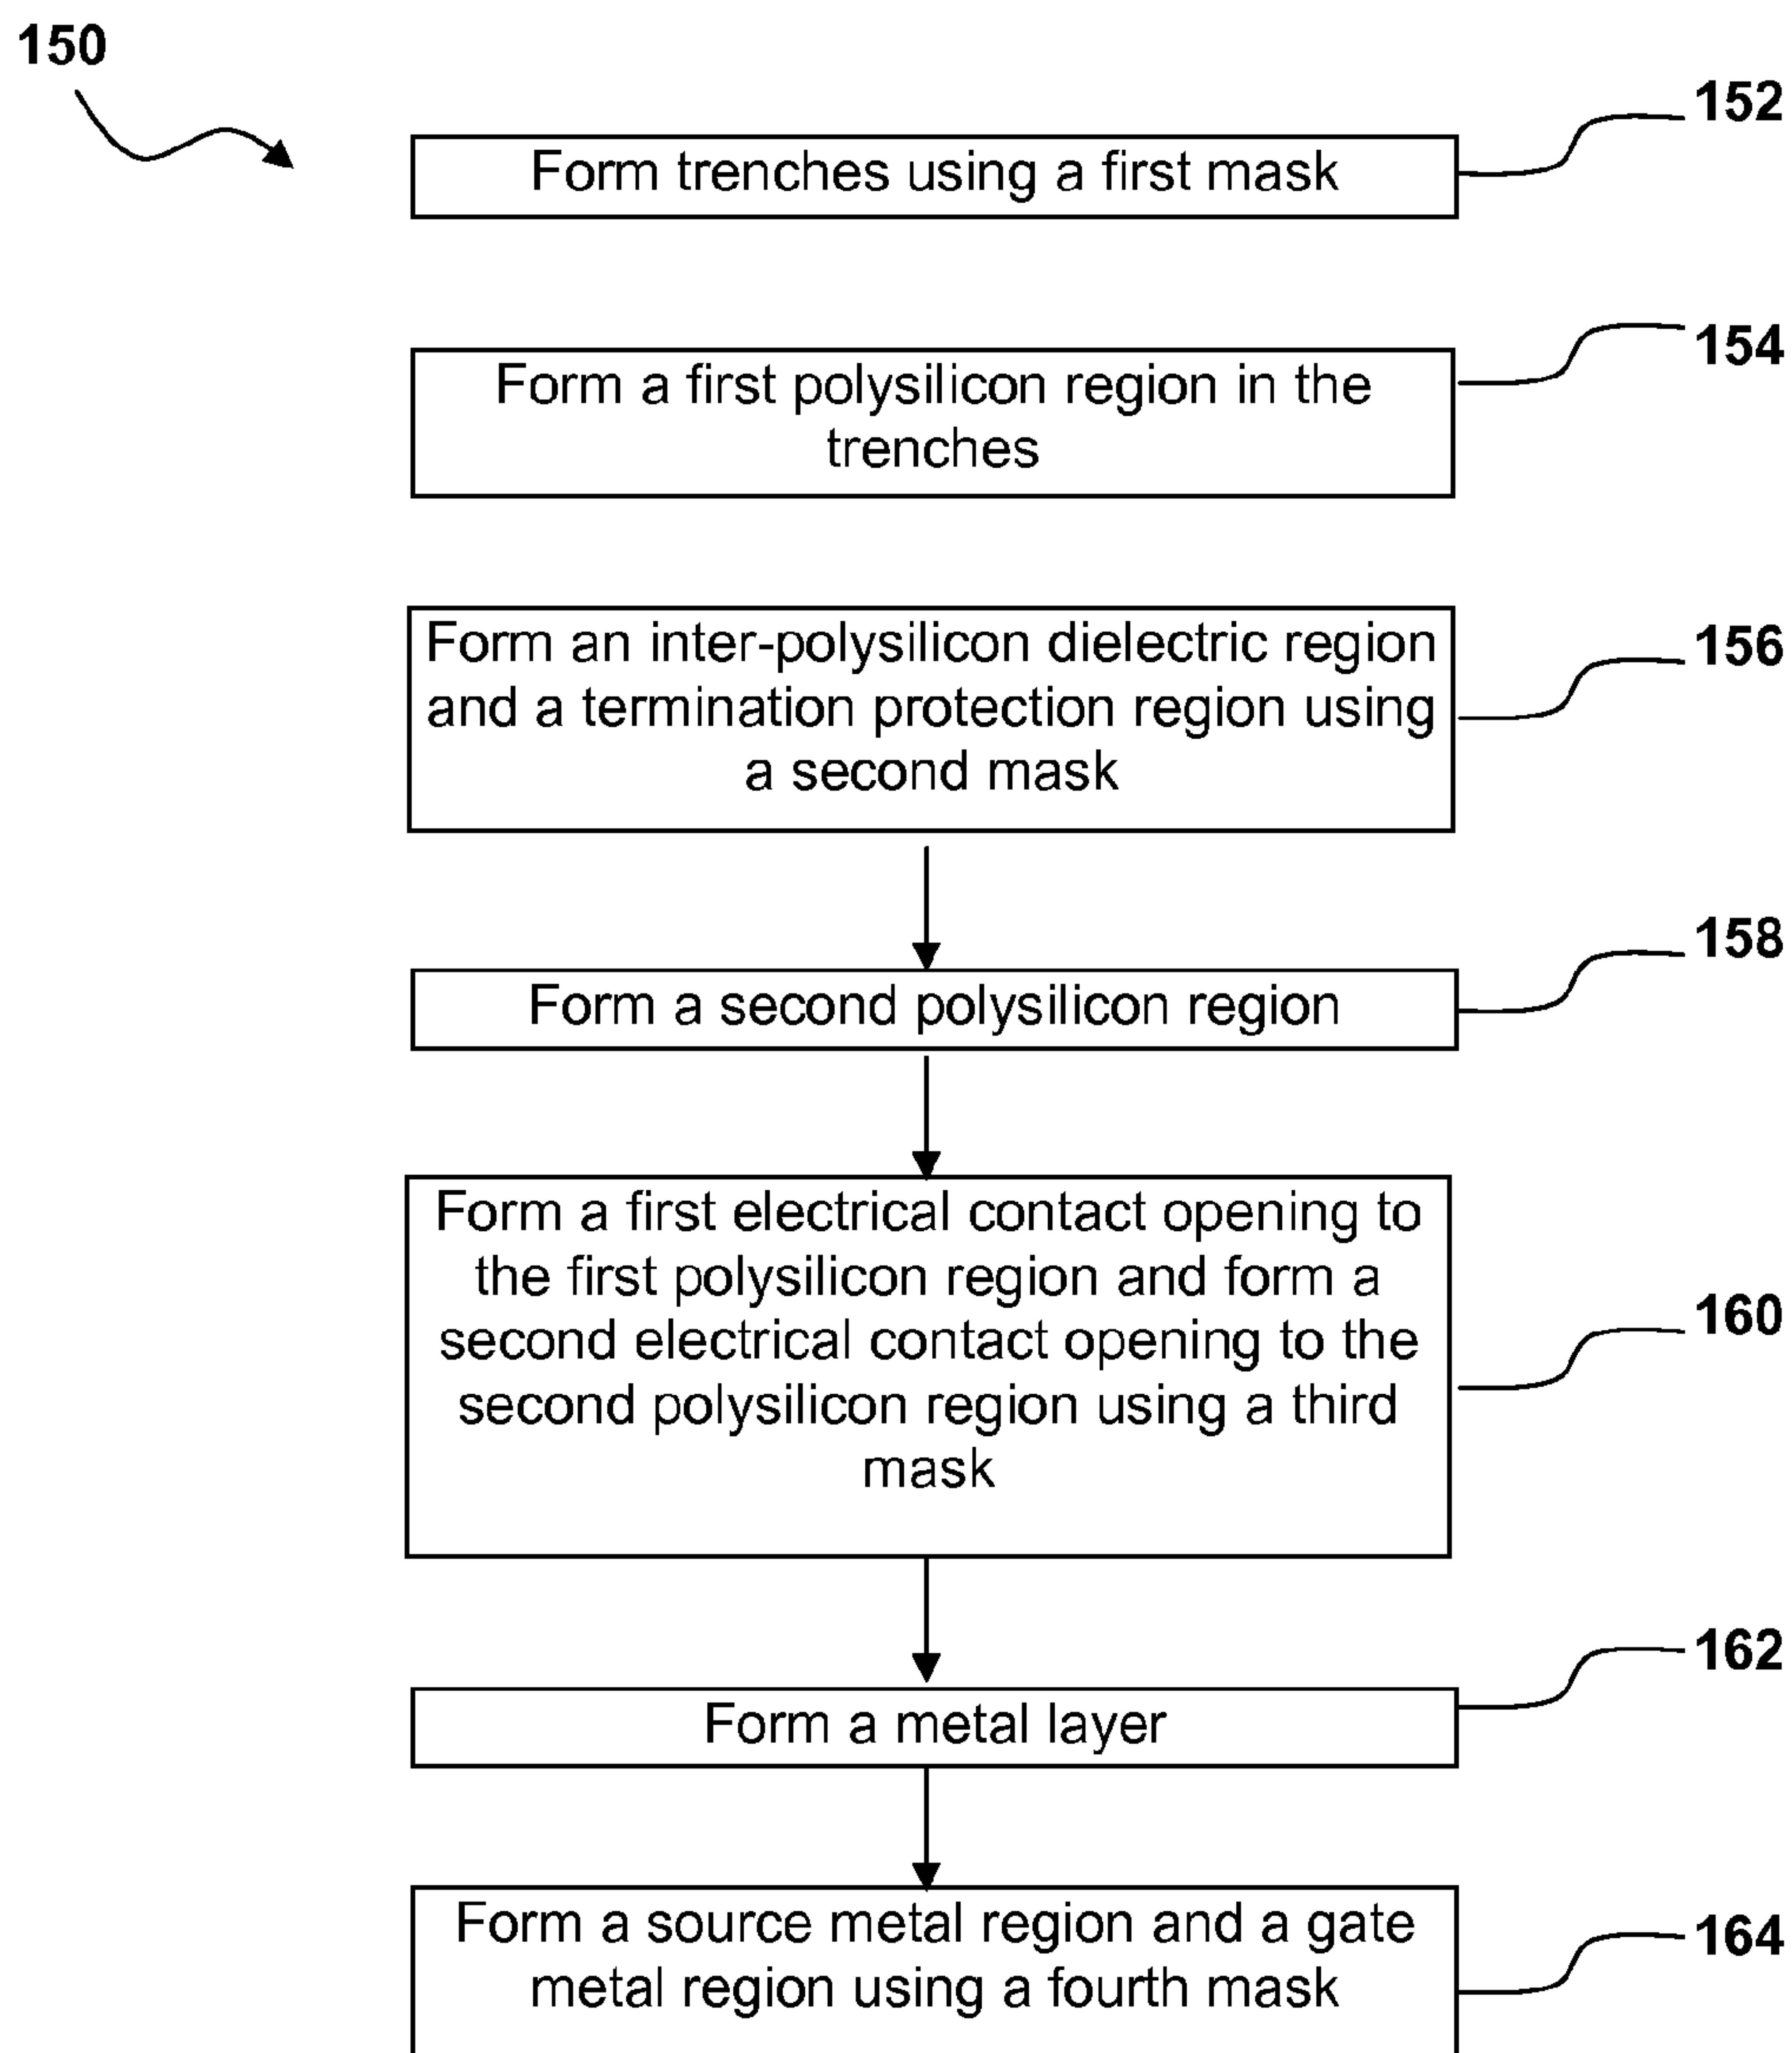 150
152
Form trenches using a first mask
154
Form a first polysilicon region in the
trenches
156
Form an inter-polysilicon dielectric region
and a termination protection region using
a second mask
158
Form a second polysilicon region
Form a first electrical contact opening to
the first polysilicon region and form a
second electrical contact opening to the
second polysilicon region using a third
mask
160
162
Form a metal layer
164
Form a source metal region and a gate
metal region using a fourth mask